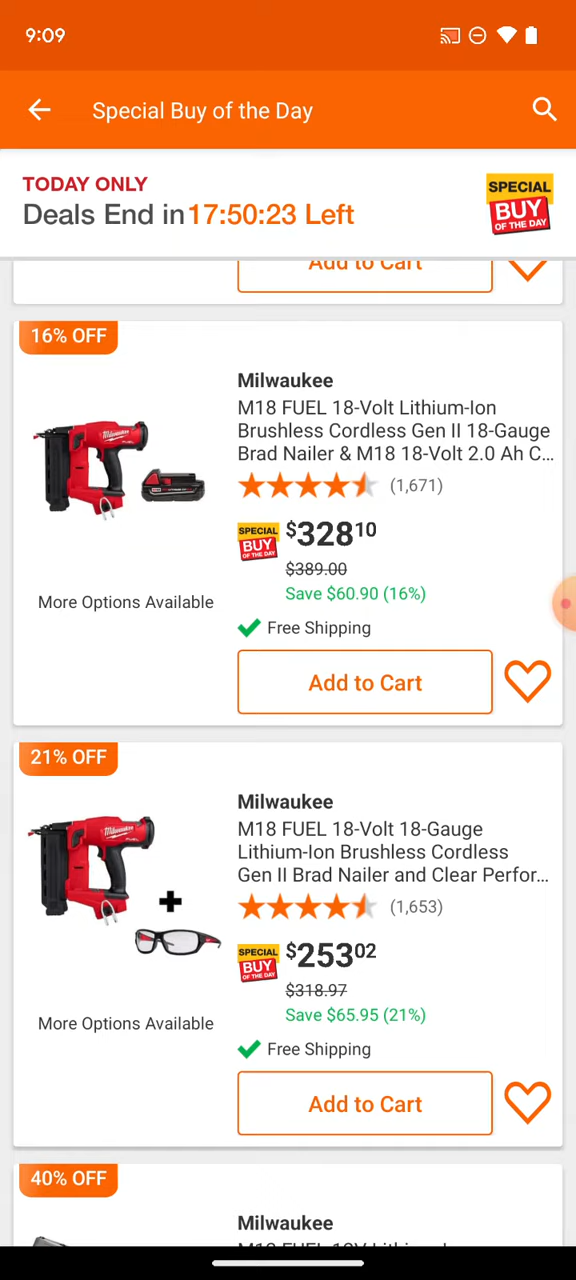 9:09
Special Buy of the Day
TODAY ONLY
Deals End in 17:50:23 Left
SPECIAL
BUY
OF THE DAY
Add to Cart
16% OFF
Milwaukee
M18 FUEL 18-Volt Lithium-Ion
Brushless Cordless Gen II 18-Gauge
Brad Nailer & M18 18-Volt 2.0 Ah C...
(1,671)
SPECIAL
BUY
OF THE DAY
$32810
$389.00
Save $60.90 (16%)
More Options Available
Free Shipping
Add to Cart
21% OFF
Milwaukee
M18 FUEL 18-Volt 18-Gauge
Lithium-Ion Brushless Cordless
Gen II Brad Nailer and Clear Perfor...
(1,653)
SPECIAL
BUY
OF THE DAY
$25302
$318.97
Save $65.95 (21%)
More Options Available
Free Shipping
Add to Cart
40% OFF
Milwaukee